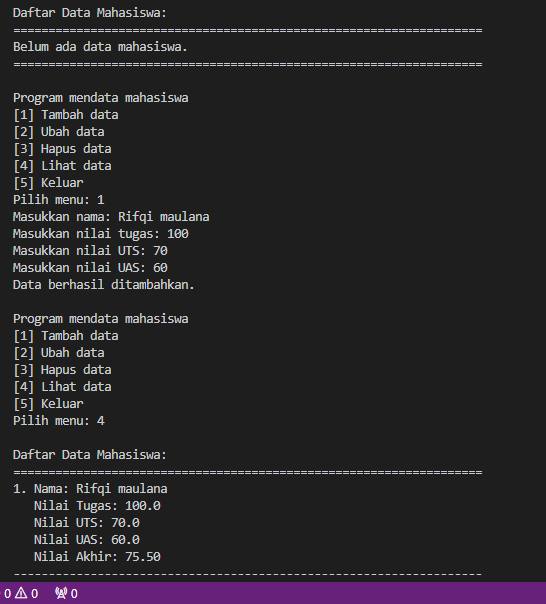 Daftar Data Mahasiswa:
===================================================================
Belum ada data mahasiswa.
===================================================================
Program mendata mahasiswa
[1] Tambah data
[2] Ubah data
[3] Hapus data
[4] Lihat data
[5] Keluar
Pilih menu: 1
Masukkan nama: Rifqi maulana
Masukkan nilai tugas: 100
Masukkan nilai UTS: 70
Masukkan nilai UAS: 60
Data berhasil ditambahkan.
Program mendata mahasiswa
[1] Tambah data
[2] Ubah data
[3] Hapus data
[4] Lihat data
[5] Keluar
Pilih menu: 4
Daftar Data Mahasiswa:
===================================================================
1. Nama: Rifqi maulana
Nilai Tugas: 100.0
Nilai UTS: 70.0
Nilai UAS: 60.0
Nilai Akhir: 75.50
-------------------------------------------------------------------
0 0 0